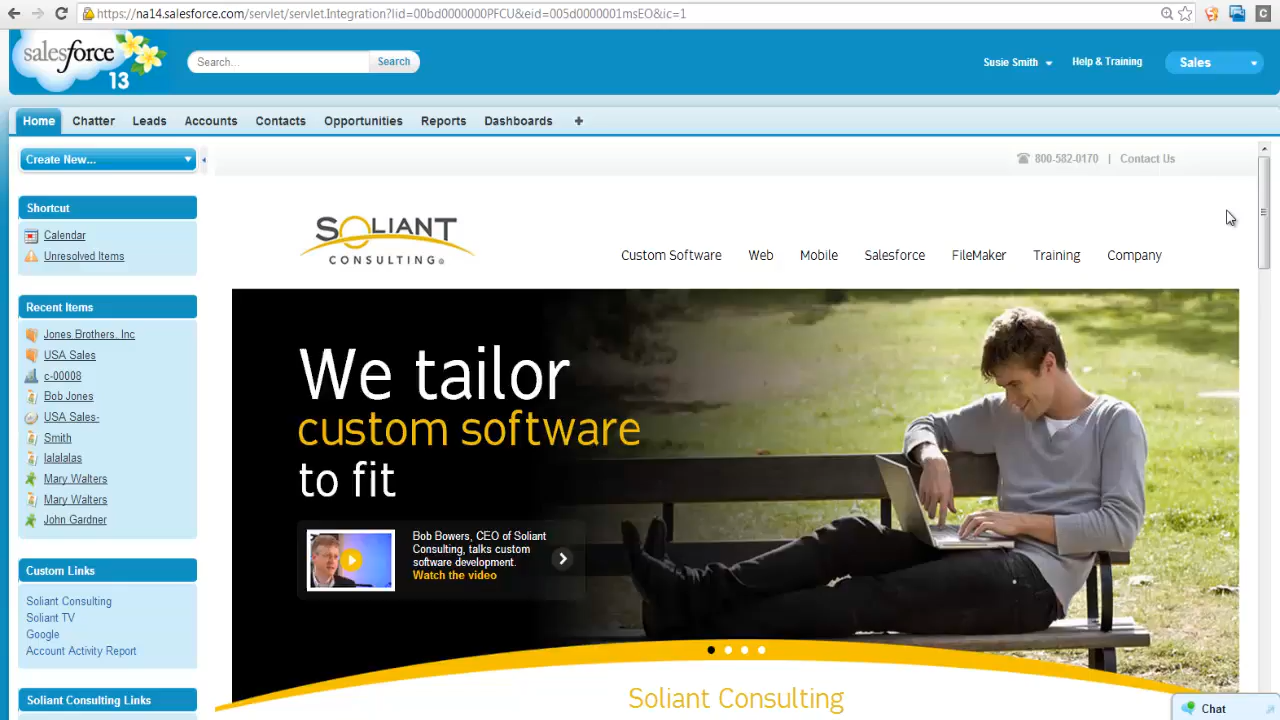 https://na14.salesforce.com/servlet/servlet.Integration?lid=00bd0000000PFCU&eid=005d0000001msEO&ic=1
C
salesforce
13
Search...
Search
Susie Smith
Help & Training
Sales
Home
Chatter
Leads
Accounts
Contacts
Opportunities
Reports
Dashboards
+
Create New...
800-582-0170 | Contact Us
Shortcut
Calendar
Unresolved Items
Recent Items
Jones Brothers, Inc
USA Sales
c-00008
Bob Jones
USA Sales-
Smith
lalalalas
Mary Walters
Mary Walters
John Gardner
Custom Links
Soliant Consulting
Soliant TV
Google
Account Activity Report
Soliant Consulting Links
SOLIANT
CONSULTING®
Custom Software
Web
Mobile
Salesforce
FileMaker
Training
Company
We tailor
custom software
to fit
Bob Bowers, CEO of Soliant
Consulting, talks custom
software development.
Watch the video
Soliant Consulting
Chat